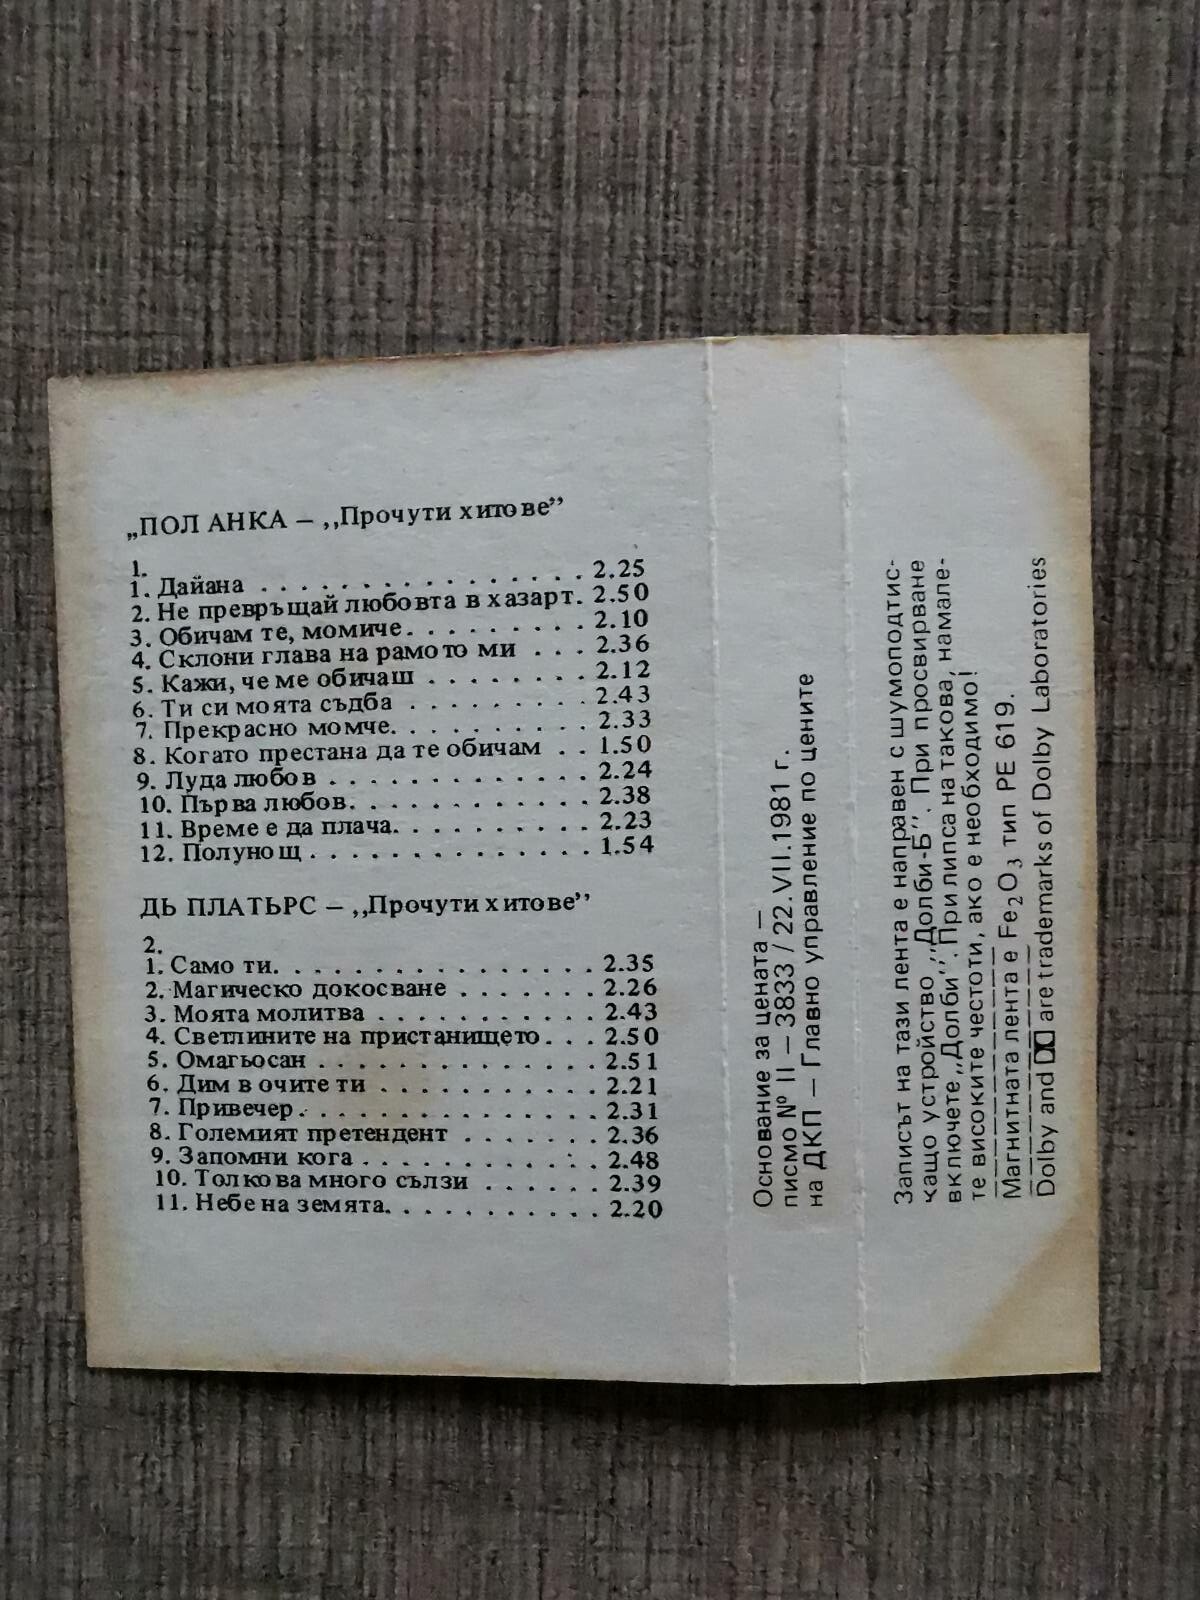 „ПОЛ АНКА – ,,Прочути хитове”
1.
1. Дайана . . . . . . . . . . . . . . . . 2.25
2. Не превръщай любовта в хазарт. 2.50
3. Обичам те, момиче. . . . . . . . . 2.10
4. Склони глава на рамото ми . . . 2.36
5. Кажи, че ме обичаш . . . . . . . . 2.12
6. Ти си моята съдба . . . . . . . . . 2.43
7. Прекрасно момче. . . . . . . . . . 2.33
8. Когато престана да те обичам . . 1.50
9. Луда любов . . . . . . . . . . . . . 2.24
10. Първа любов. . . . . . . . . . . . 2.38
11. Време е да плача. . . . . . . . . . 2.23
12. Полунощ . . . . . . . . . . . . . . 1.54
ДЬ ПЛАТЬРС – ,,Прочути хитове”
2.
1. Само ти. . . . . . . . . . . . . . . . 2.35
2. Магическо докосване . . . . . . . 2.26
3. Моята молитва . . . . . . . . . . . 2.43
4. Светлините на пристанището. . . 2.50
5. Омагьосан . . . . . . . . . . . . . . 2.51
6. Дим в очите ти . . . . . . . . . . . 2.21
7. Привечер. . . . . . . . . . . . . . . 2.31
8. Големият претендент . . . . . . . 2.36
9. Запомни кога . . . . . . . . . . . . 2.48
10. Толкова много сълзи . . . . . . 2.39
11. Небе на земята. . . . . . . . . . . 2.20
Основание за цената –
писмо № II – 3833 / 22.VII.1981 г.
на ДКП – Главно управление по цените
Записът на тази лента е направен с шумоподтис-
кащо устройство ,,Долби-Б”. При просвирване
включете ,,Долби”. При липса на такова, намале-
те високите честоти, ако е необходимо!
Магнитната лента е Fe2O3 тип PE 619.
Dolby and are trademarks of Dolby Laboratories